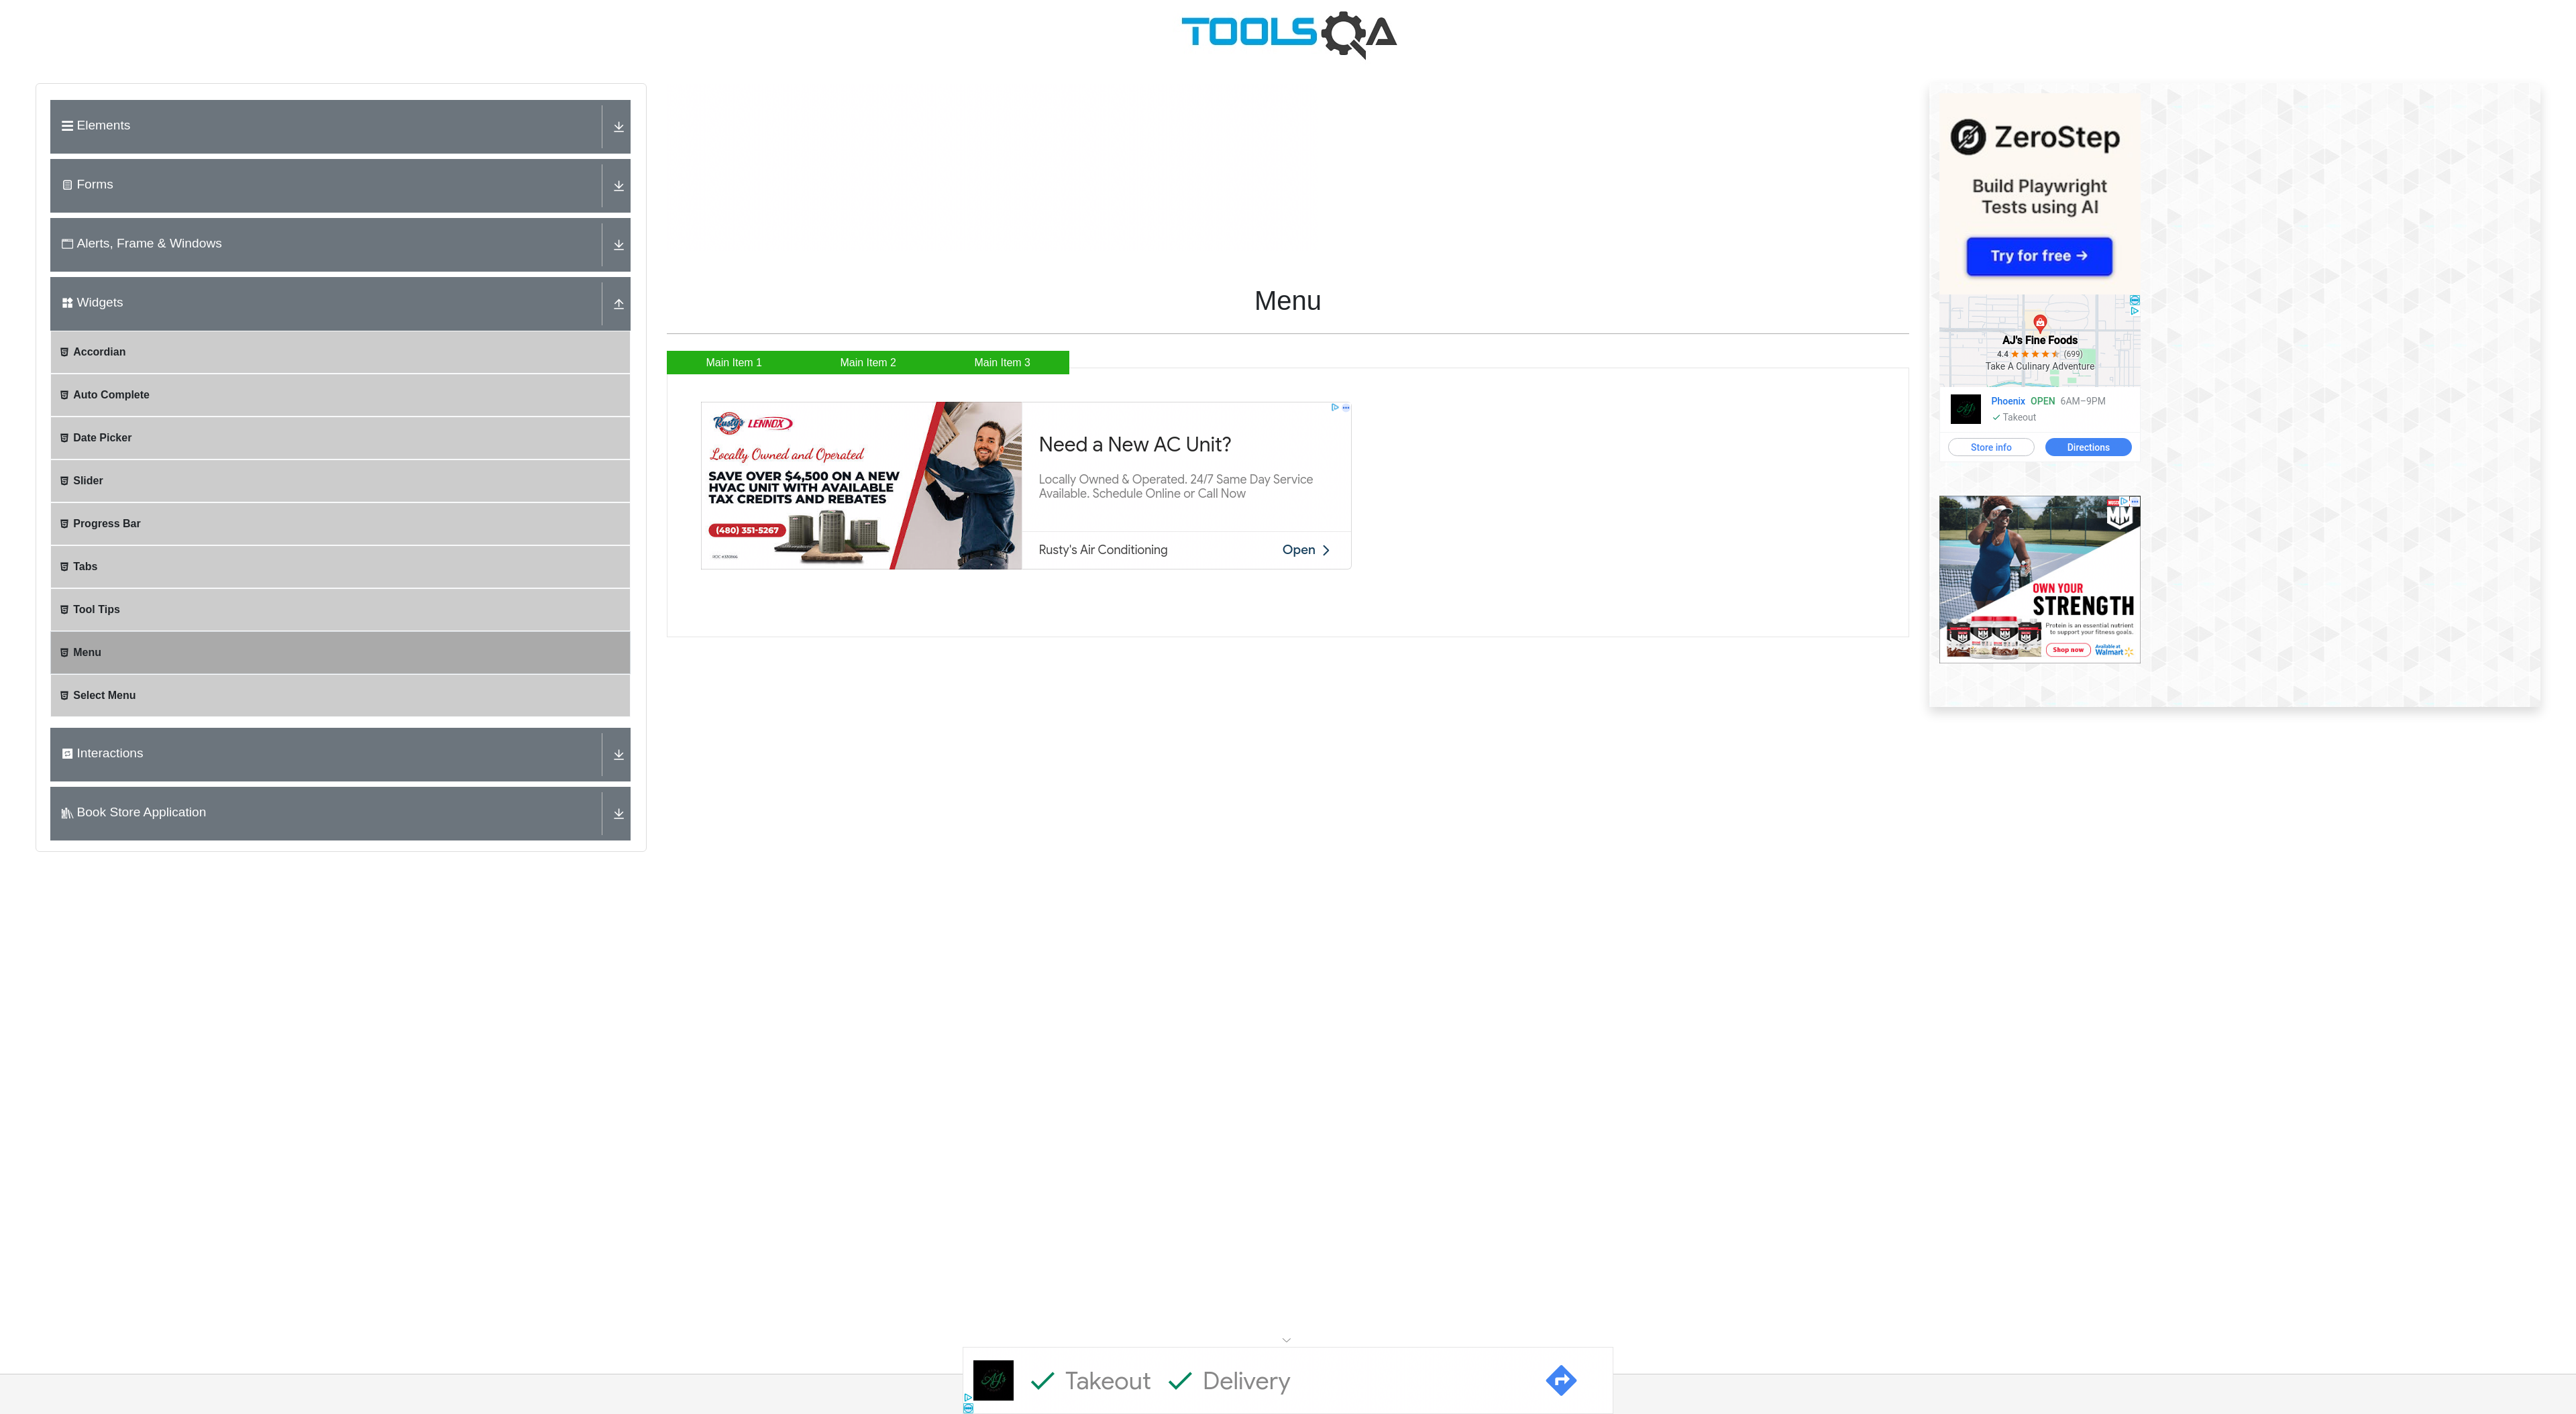 TOOLSQA
Elements
Forms
Alerts, Frame & Windows
Widgets
Accordian
Auto Complete
Date Picker
Slider
Progress Bar
Tabs
Tool Tips
Menu
Select Menu
Interactions
Book Store Application
Menu
Main Item 1
Main Item 2
Main Item 3
Rusty's
LENNOX
Locally Owned and Operated
SAVE OVER $4,500 ON A NEW
HVAC UNIT WITH AVAILABLE
TAX CREDITS AND REBATES
(480) 351-5267
Need a New AC Unit?
Locally Owned & Operated. 24/7 Same Day Service
Available. Schedule Online or Call Now
Rusty's Air Conditioning
Open
ZeroStep
Build Playwright
Tests using AI
Try for free →
AJ's Fine Foods
4.4 (699)
Take A Culinary Adventure
Phoenix OPEN 6AM–9PM
Takeout
Store info
Directions
MM
OWN YOUR
STRENGTH
Protein is an essential nutrient
to support your fitness goals.
Shop now
Available at
Walmart
Takeout
Delivery